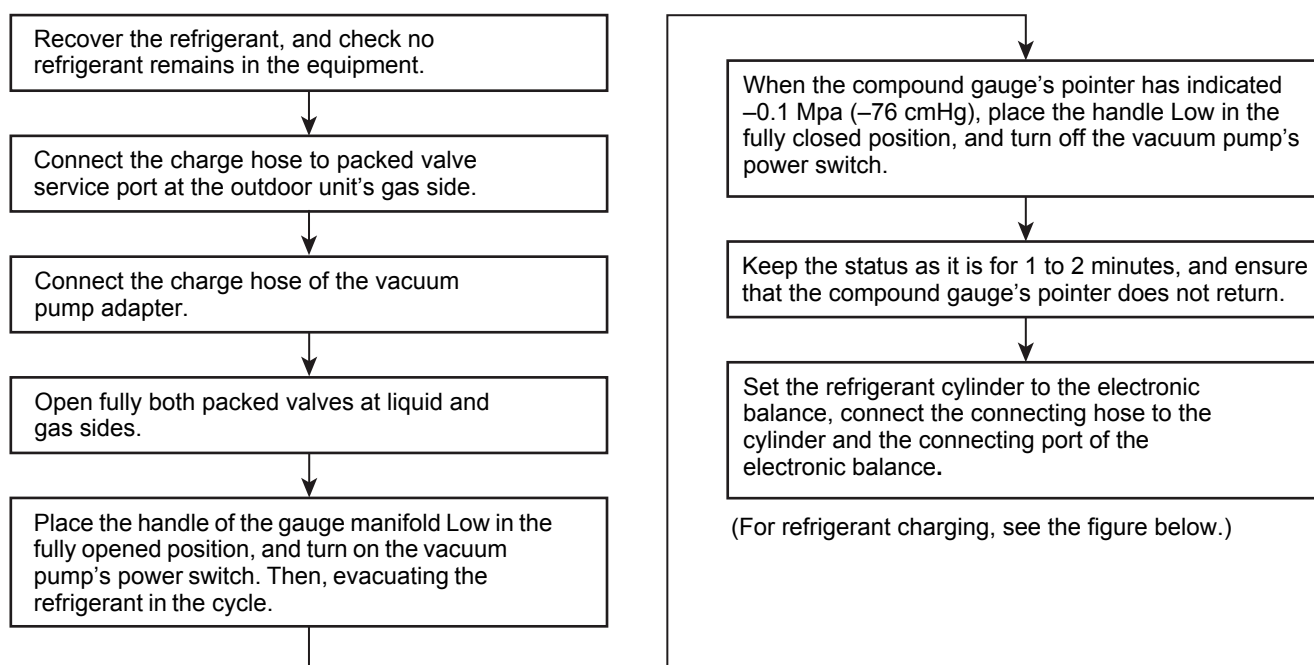 Recover the refrigerant, and check no
refrigerant remains in the equipment.
Connect the charge hose to packed valve
service port at the outdoor unit’s gas side.
Connect the charge hose of the vacuum
pump adapter.
Open fully both packed valves at liquid and
gas sides.
Place the handle of the gauge manifold Low in the
fully opened position, and turn on the vacuum
pump’s power switch. Then, evacuating the
refrigerant in the cycle.
When the compound gauge’s pointer has indicated
–0.1 Mpa (–76 cmHg), place the handle Low in the
fully closed position, and turn off the vacuum pump’s
power switch.
Keep the status as it is for 1 to 2 minutes, and ensure
that the compound gauge’s pointer does not return.
Set the refrigerant cylinder to the electronic
balance, connect the connecting hose to the
cylinder and the connecting port of the
electronic balance.
(For refrigerant charging, see the figure below.)